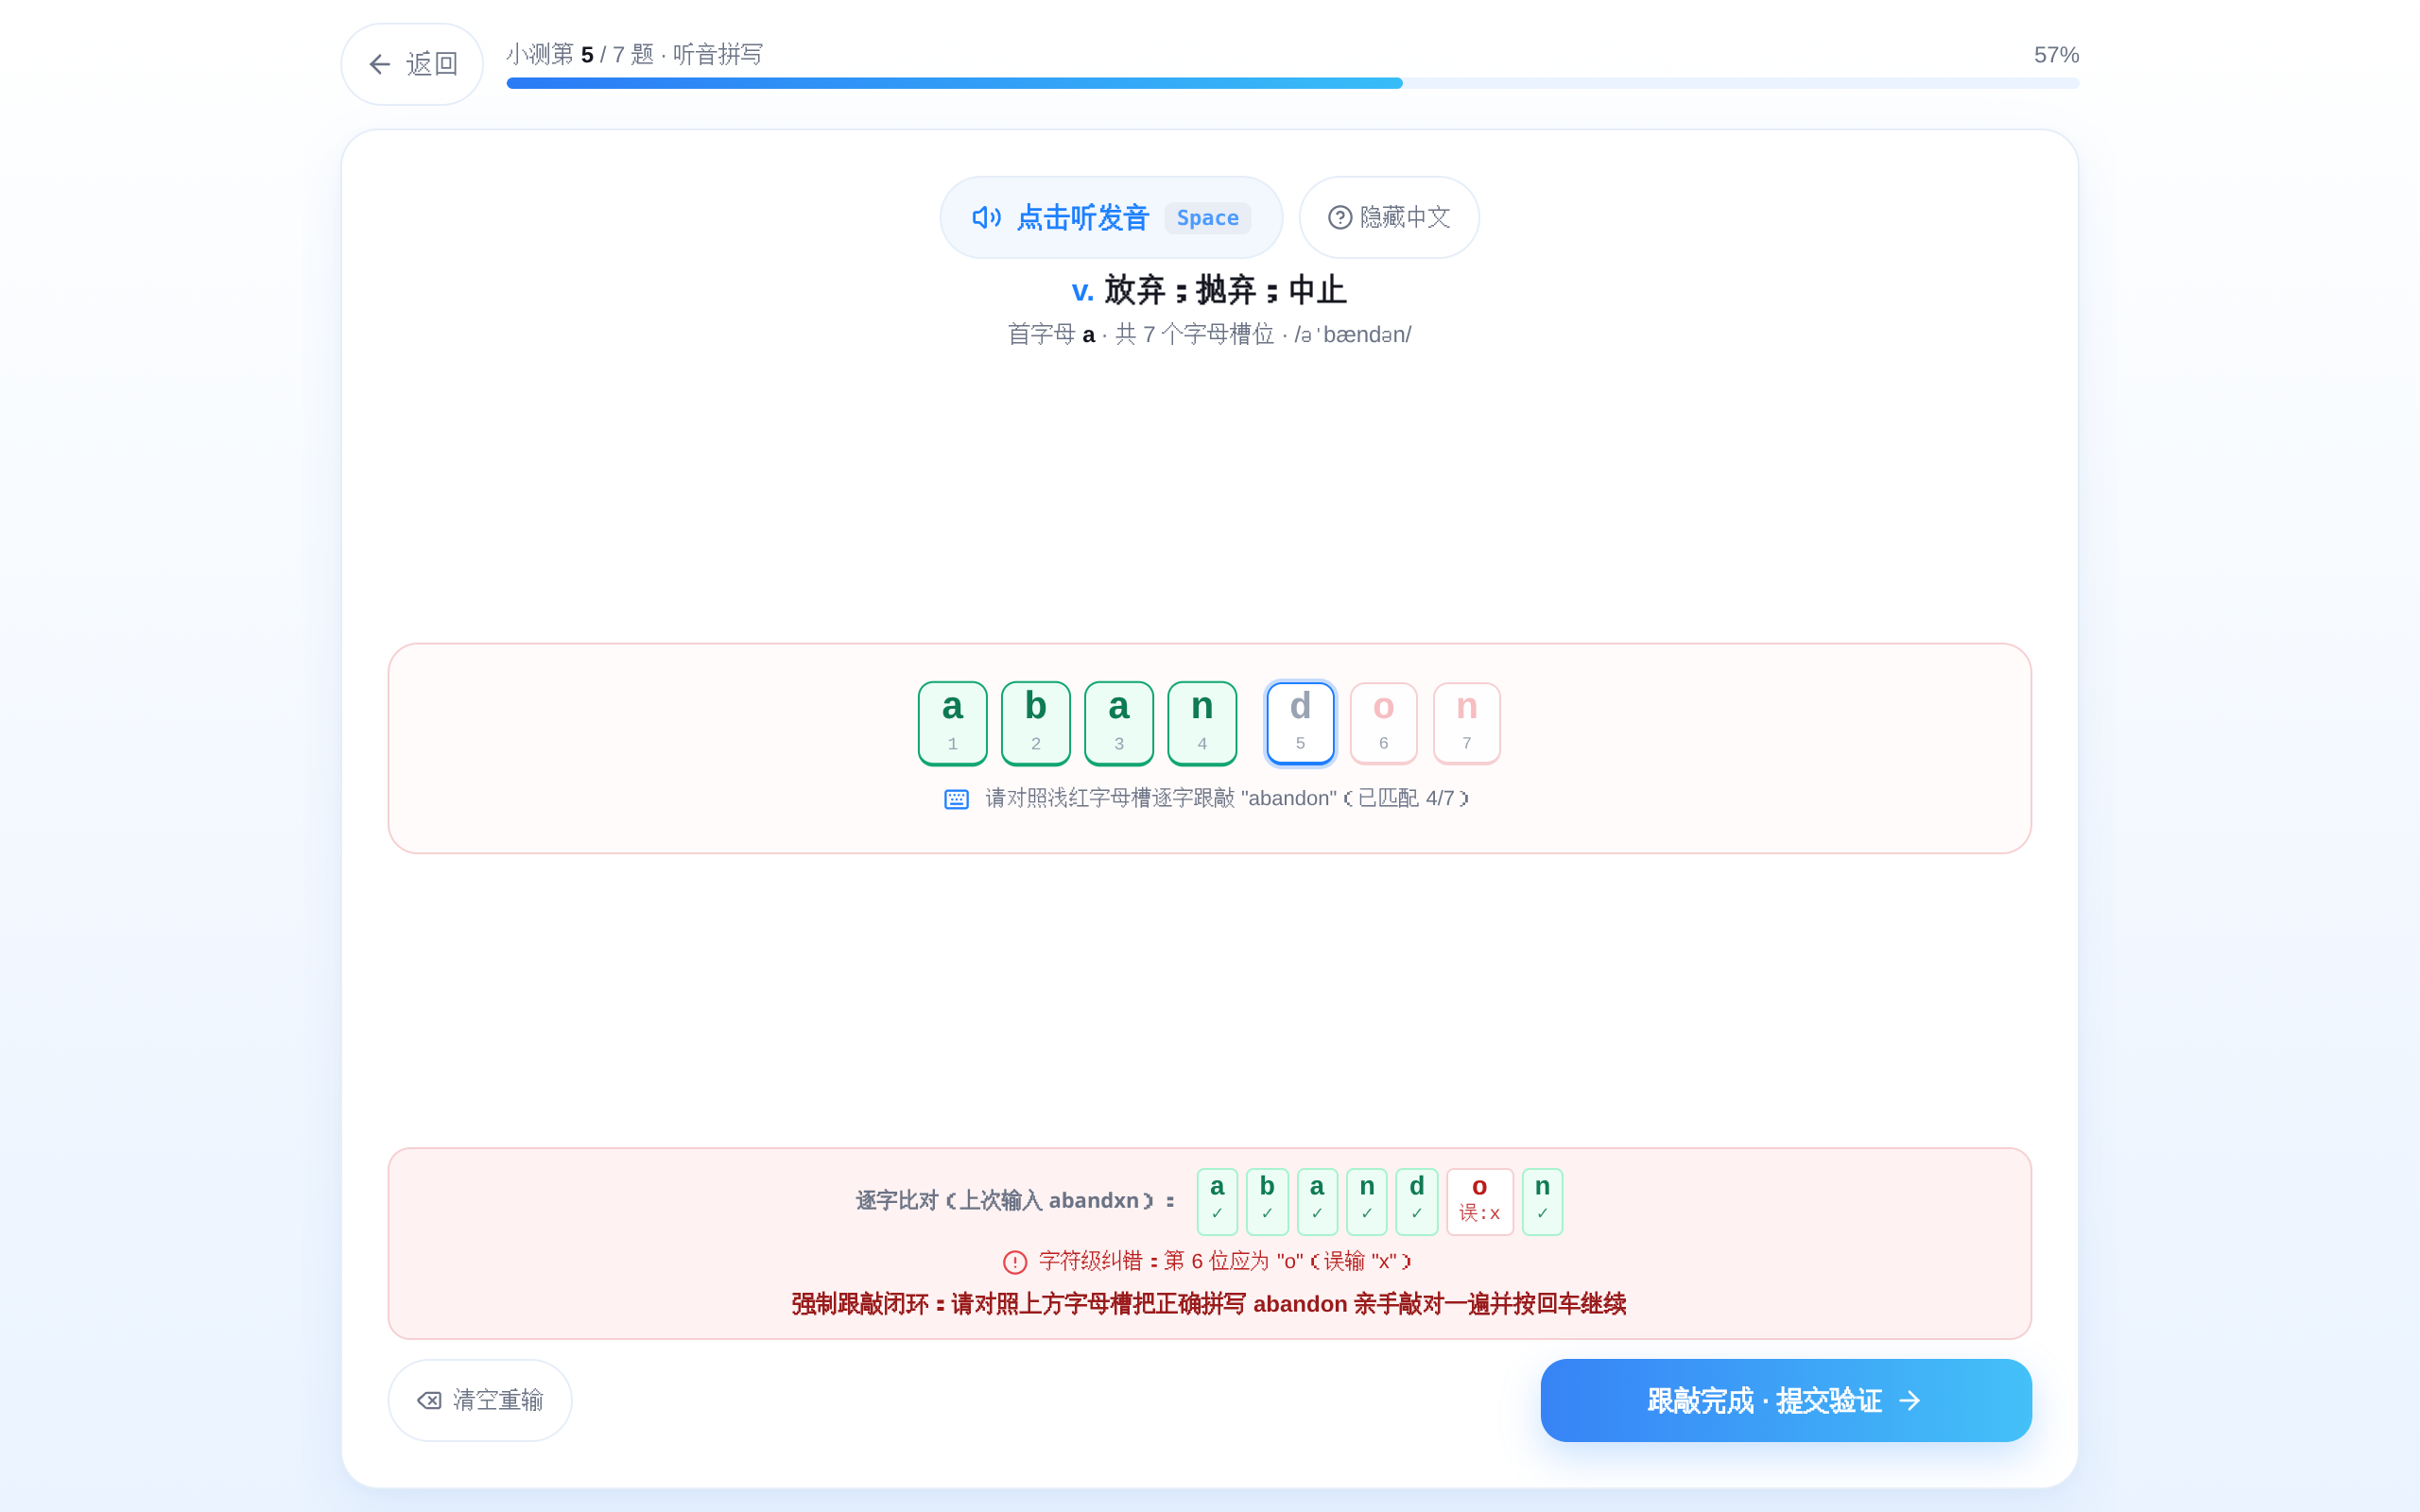 返回
小测第 5 / 7 题 · 听音拼写
57%
点击听发音 Space
隐藏中文
v. 放弃；抛弃；中止
首字母 a · 共 7 个字母槽位 · /əˈbændən/
a b a n d o n
1 2 3 4 5 6 7
请对照浅红字母槽逐字跟敲 "abandon"（已匹配 4/7）
逐字比对（上次输入 abandxn）： a b a n d o n
✓ ✓ ✓ ✓ ✓ 误:x ✓
字符级纠错：第 6 位应为 "o"（误输 "x"）
强制跟敲闭环：请对照上方字母槽把正确拼写 abandon 亲手敲对一遍并按回车继续
清空重输
跟敲完成 · 提交验证 →